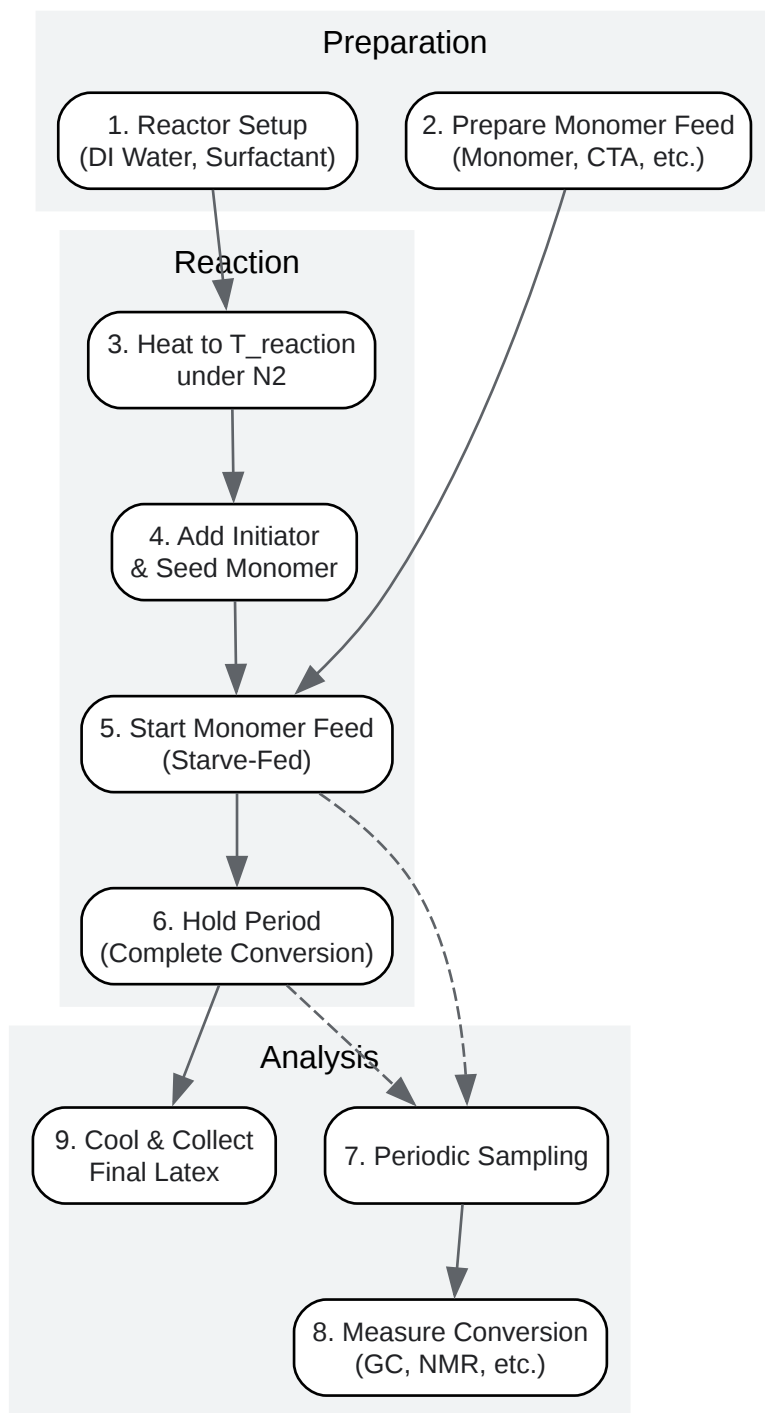 Preparation
1. Reactor Setup
(DI Water, Surfactant)
2. Prepare Monomer Feed
(Monomer, CTA, etc.)
Reaction
3. Heat to T_reaction
under N2
4. Add Initiator
& Seed Monomer
5. Start Monomer Feed
(Starve-Fed)
6. Hold Period
(Complete Conversion)
Analysis
9. Cool & Collect
Final Latex
7. Periodic Sampling
8. Measure Conversion
(GC, NMR, etc.)